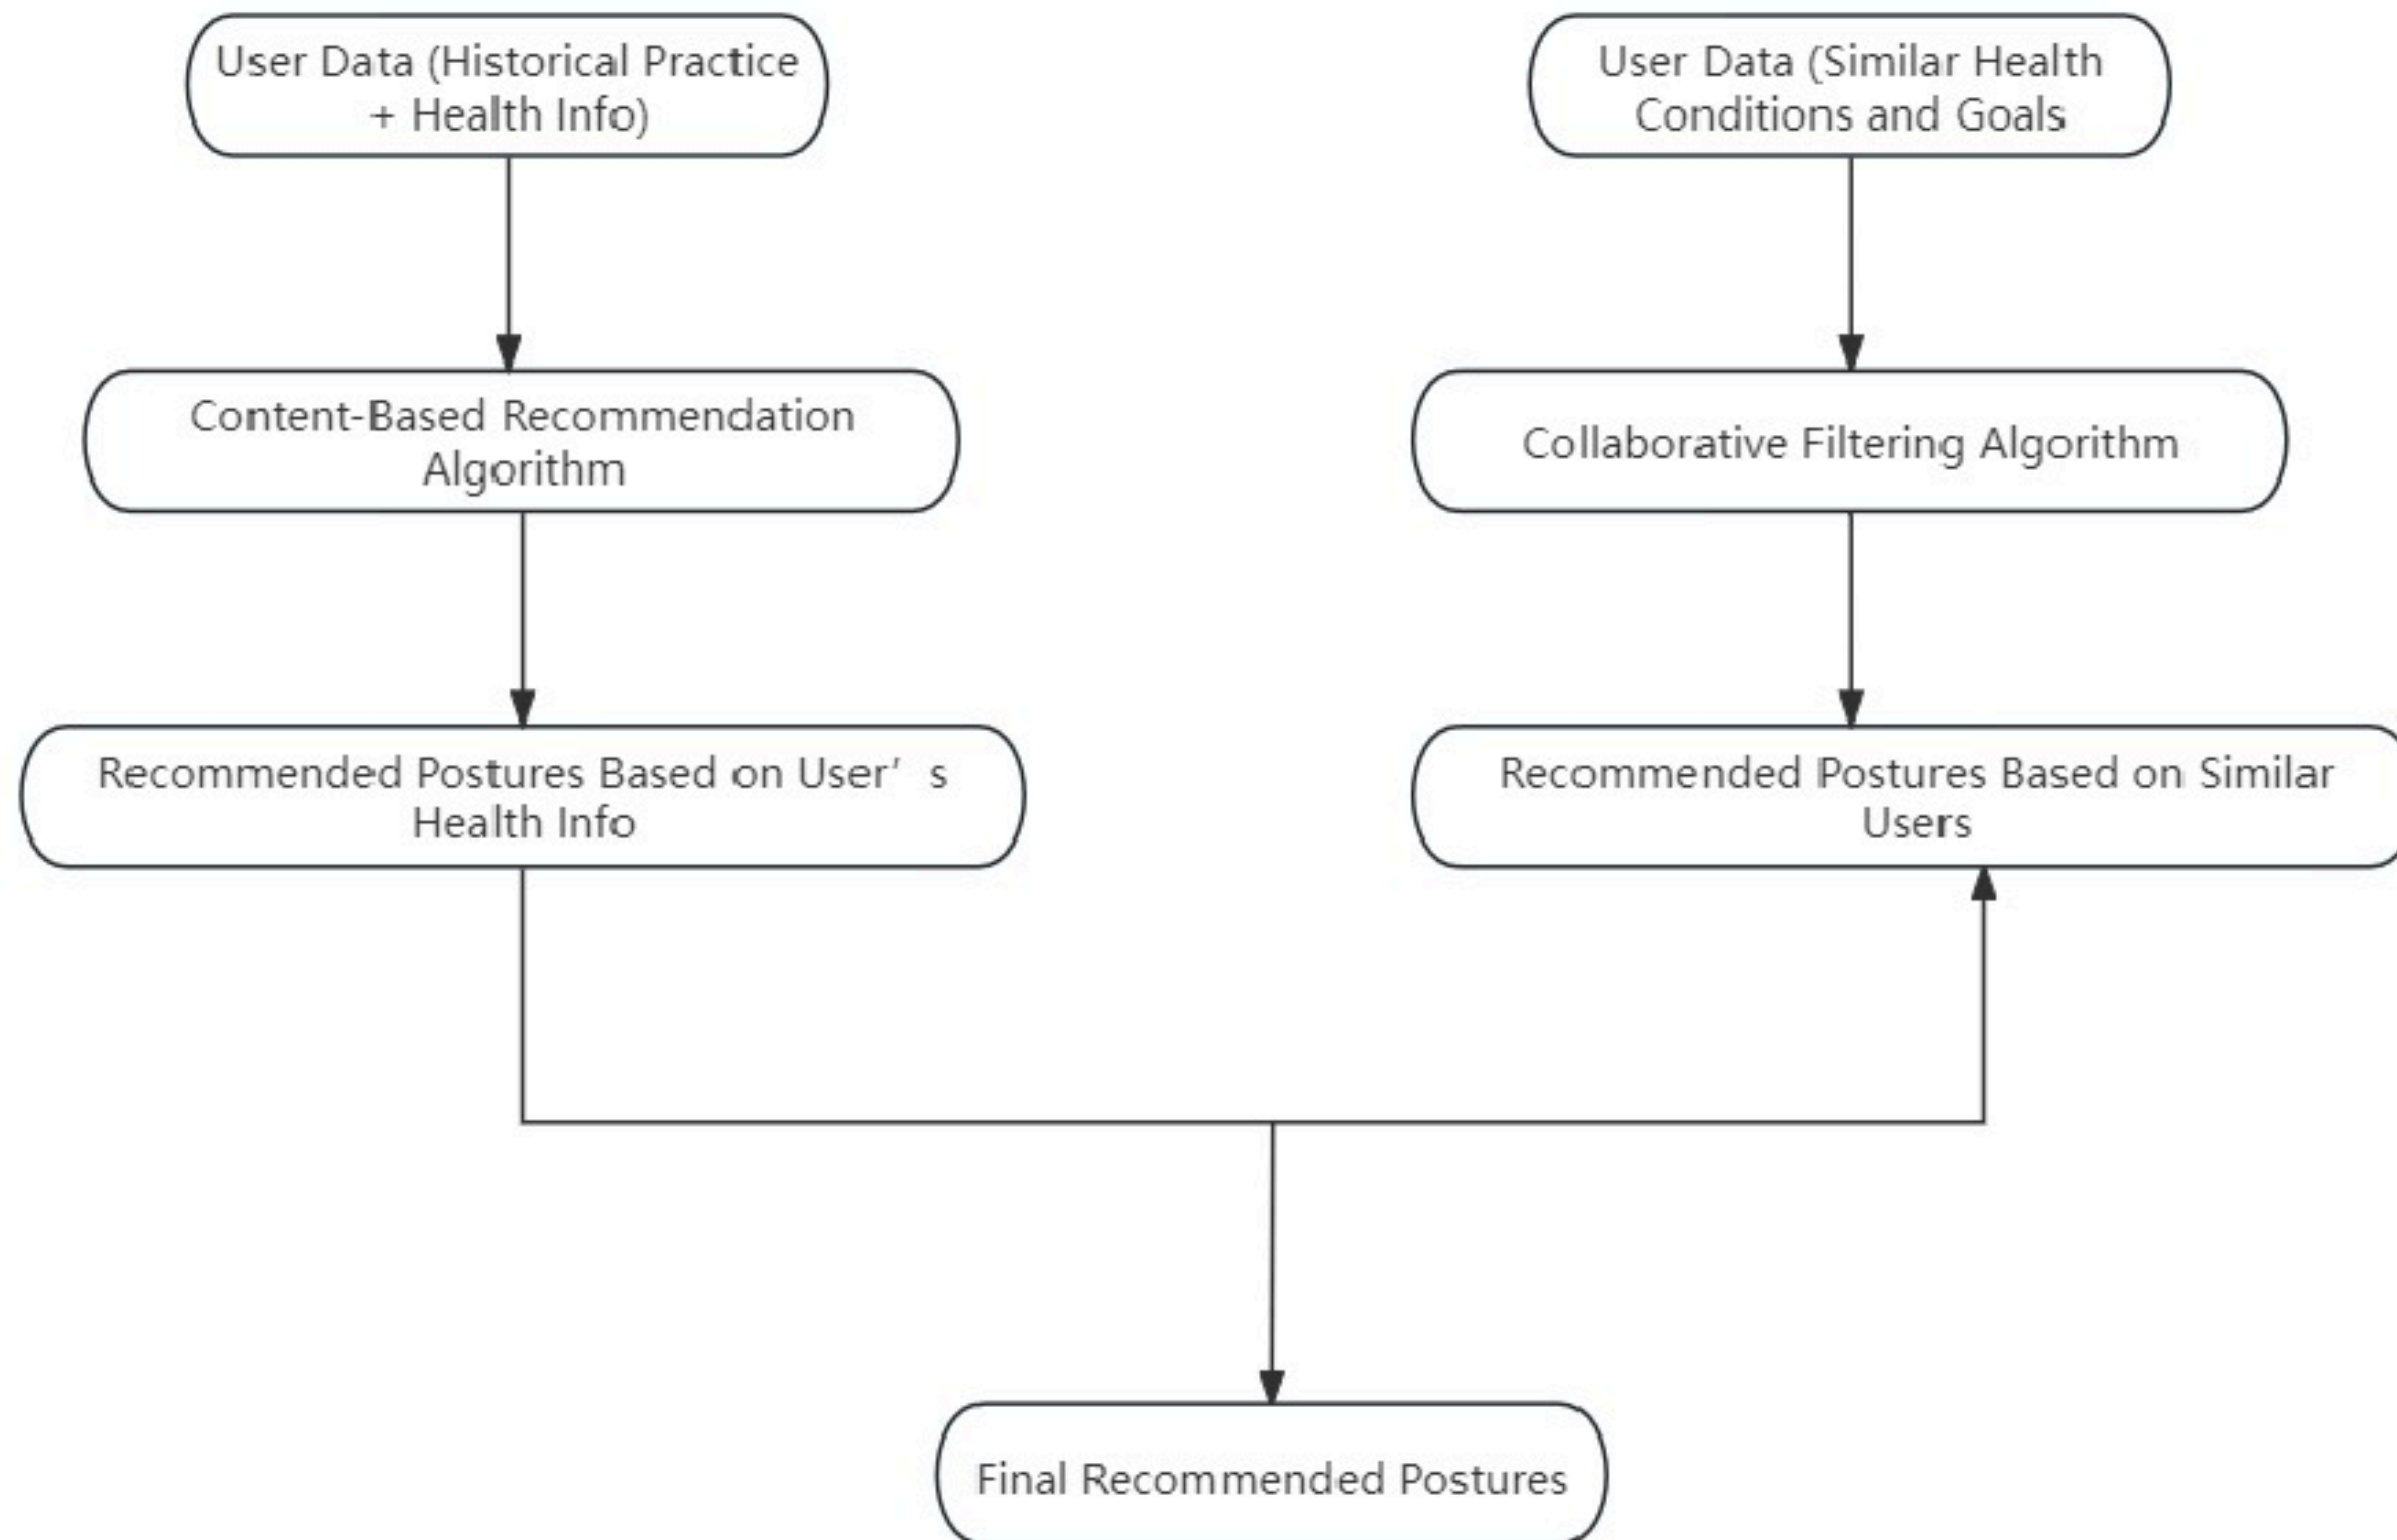 User Data (Historical Practice
+ Health Info)
User Data (Similar Health
Conditions and Goals
Content-Based Recommendation
Algorithm
Collaborative Filtering Algorithm
Recommended Postures Based on User’ s
Health Info
Recommended Postures Based on Similar
Users
Final Recommended Postures